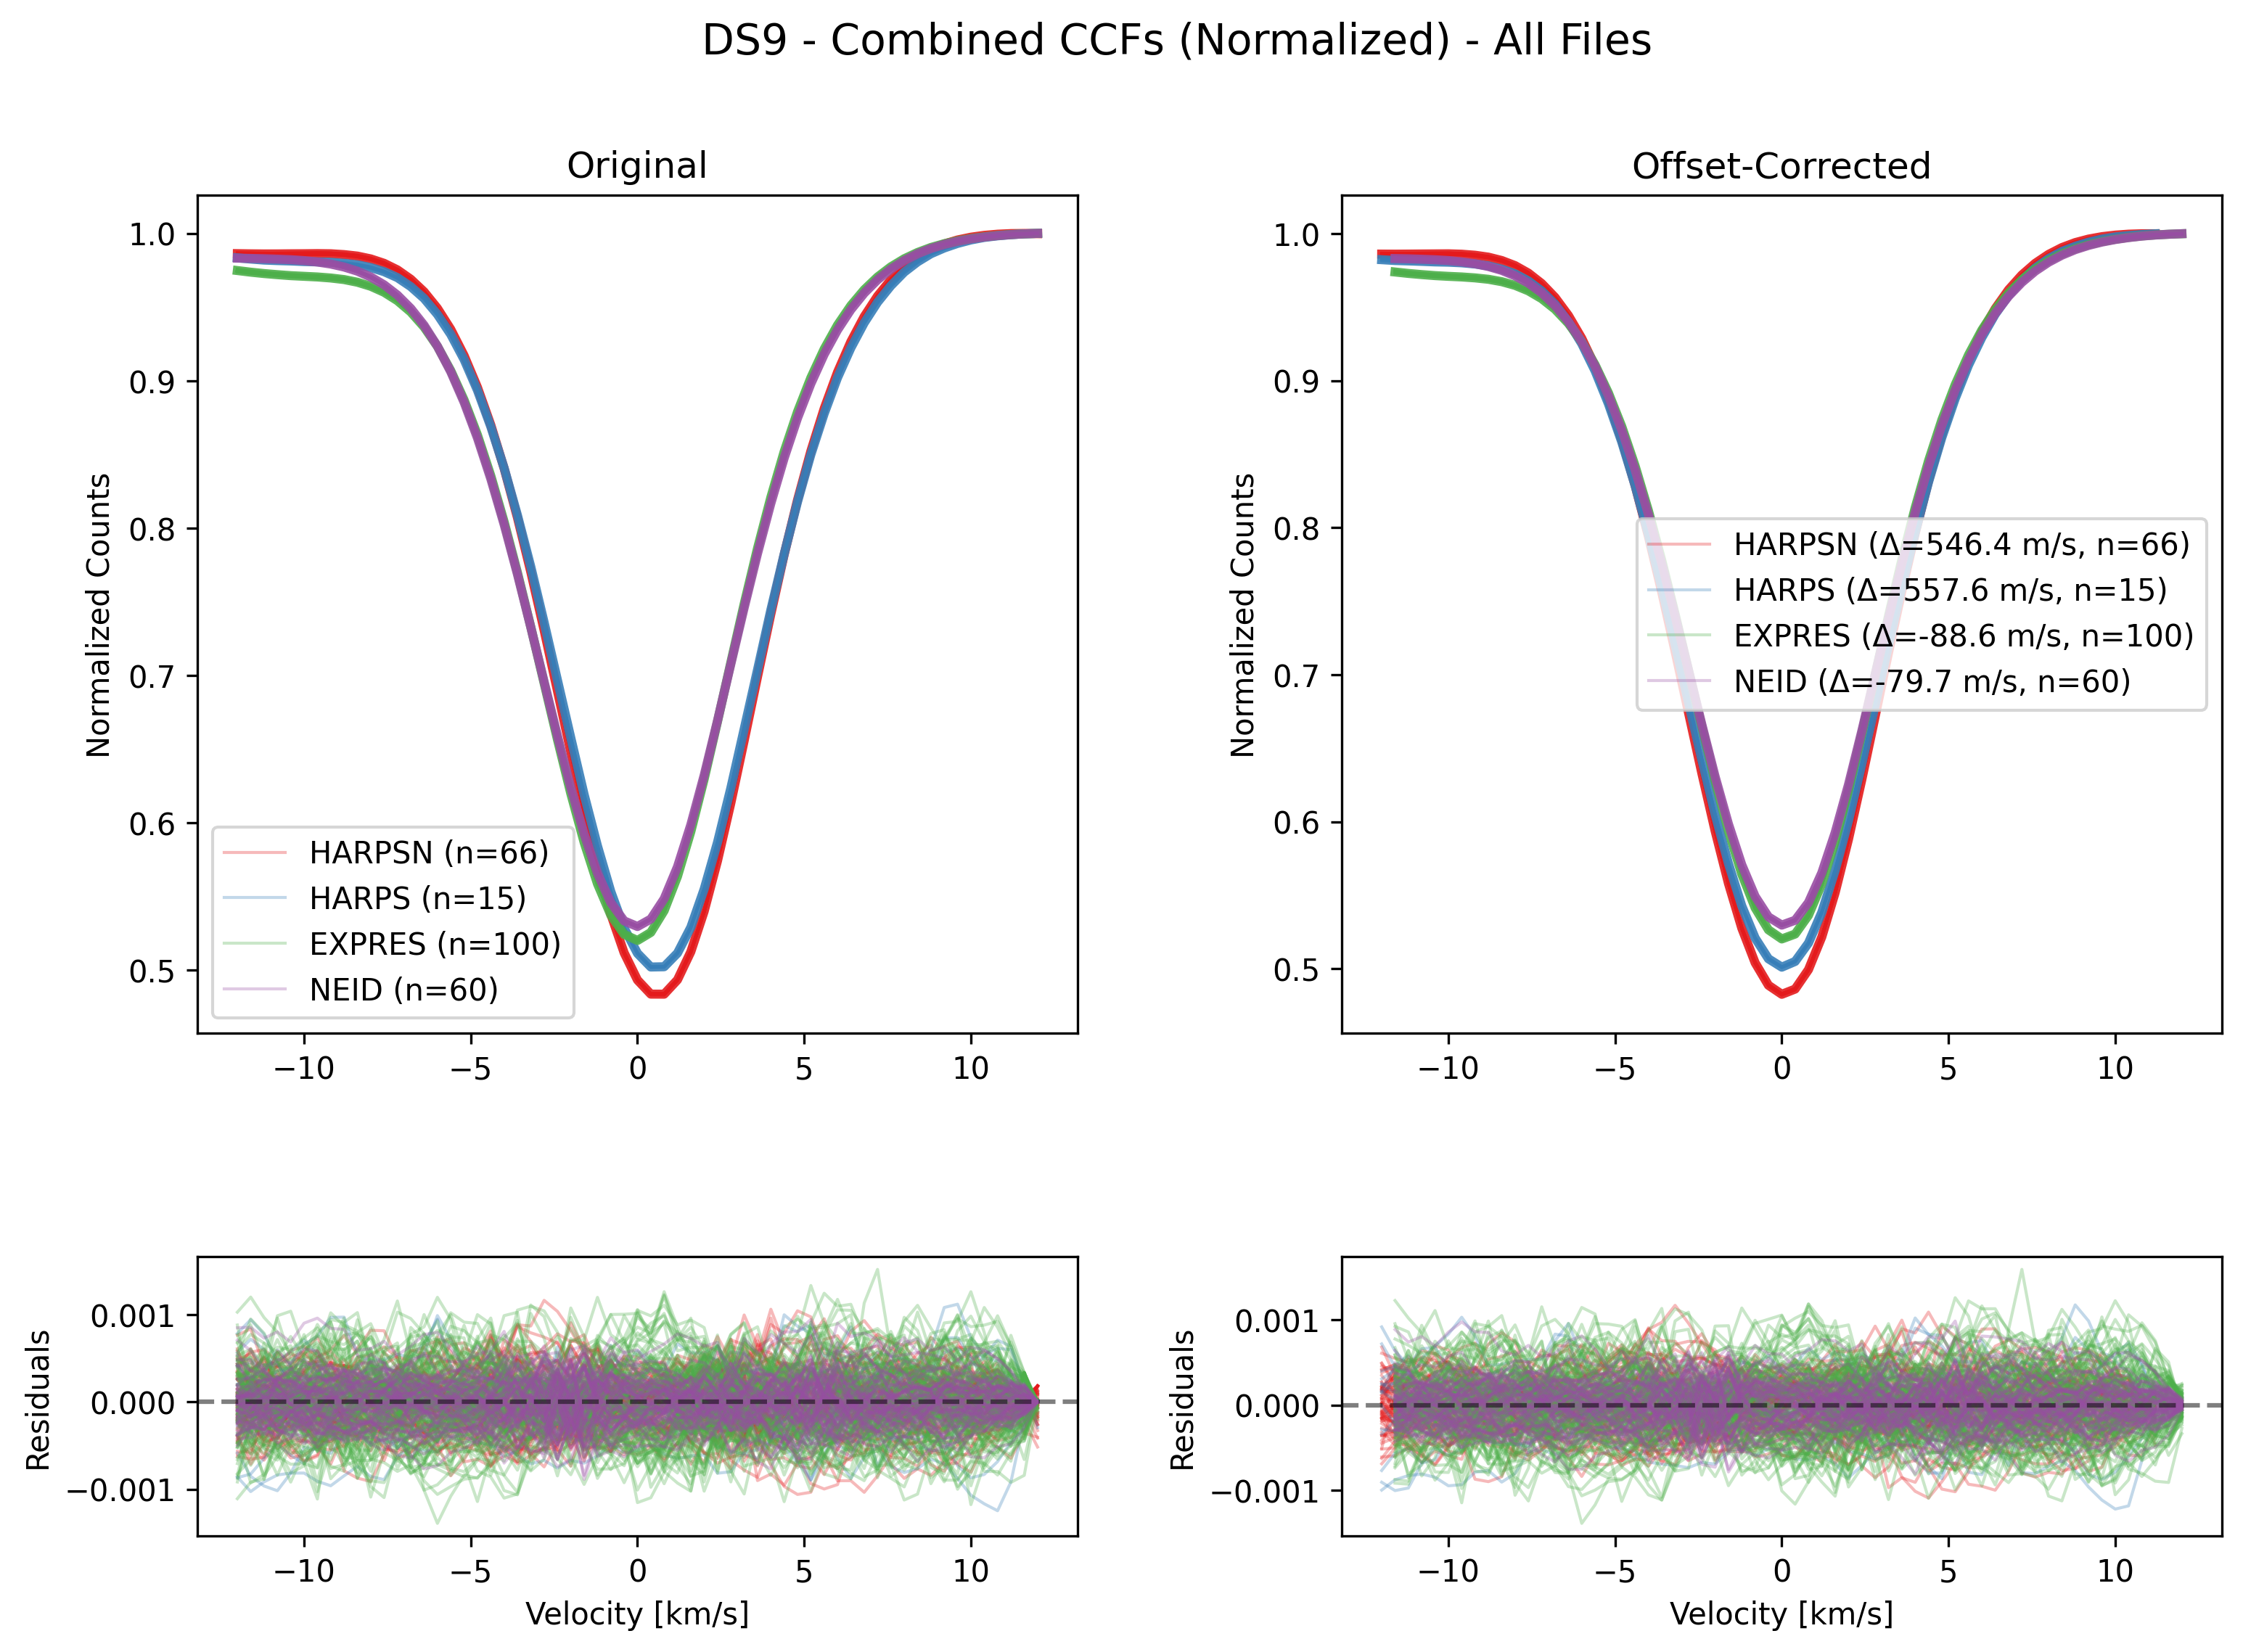 DS9 - Combined CCFs (Normalized) - All Files
Original
Normalized Counts
1.0
0.9
0.8
0.7
0.6
0.5
HARPSN (n=66)
HARPS (n=15)
EXPRES (n=100)
NEID (n=60)
−10
−5
0
5
10
Offset-Corrected
Normalized Counts
1.0
0.9
0.8
0.7
0.6
0.5
HARPSN (Δ=546.4 m/s, n=66)
HARPS (Δ=557.6 m/s, n=15)
EXPRES (Δ=-88.6 m/s, n=100)
NEID (Δ=-79.7 m/s, n=60)
−10
−5
0
5
10
Residuals
0.001
0.000
−0.001
−10
−5
0
5
10
Velocity [km/s]
Residuals
0.001
0.000
−0.001
−10
−5
0
5
10
Velocity [km/s]